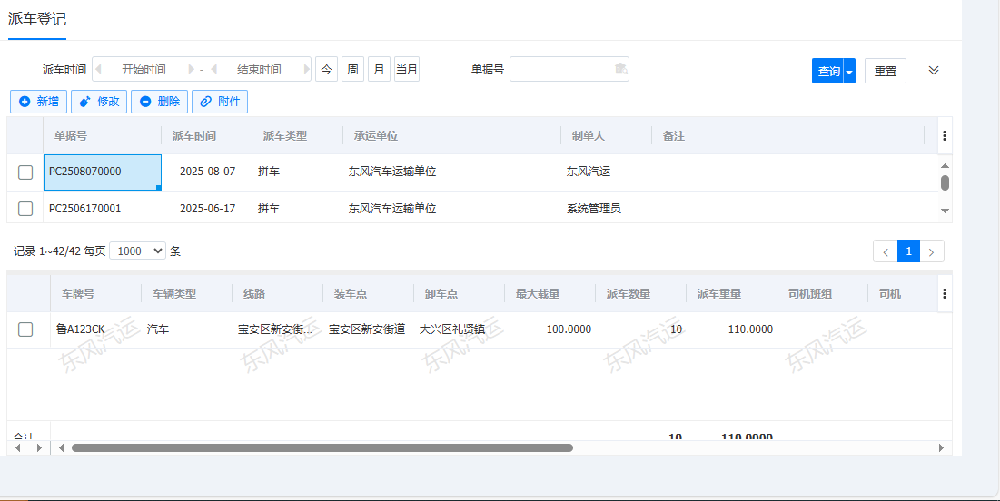 派车登记
派车时间 开始时间 - 结束时间 今 周 月 当月 单据号 查询 重置
新增 修改 删除 附件
单据号 派车时间 派车类型 承运单位 制单人 备注
PC2508070000 2025-08-07 拼车 东风汽车运输单位 东风汽运
PC2506170001 2025-06-17 拼车 东风汽车运输单位 系统管理员
记录 1~42/42 每页 1000 条 1
车牌号 车辆类型 线路 装车点 卸车点 最大载量 派车数量 派车重量 司机班组 司机
鲁A123CK 汽车 宝安区新安街... 宝安区新安街道 大兴区礼贤镇 100.0000 10 110.0000
东风汽运 东风汽运 东风汽运 东风汽运 东风汽运
合计 10 110.0000